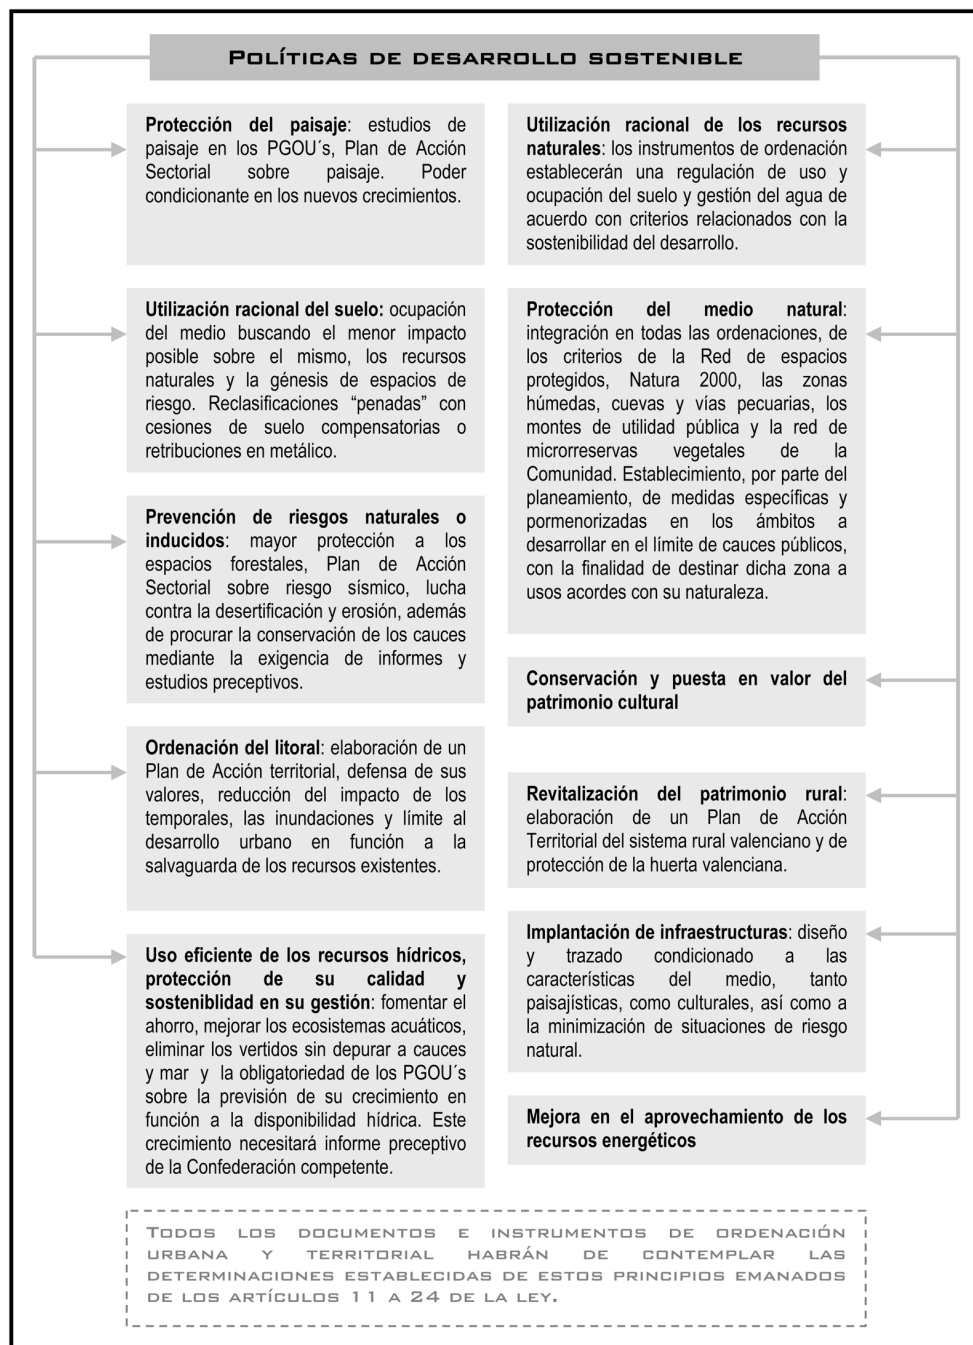 POLÍTICAS DE DESARROLLO SOSTENIBLE
Protección del paisaje: estudios de
paisaje en los PGOU´s, Plan de Acción
Sectorial sobre paisaje. Poder
condicionante en los nuevos crecimientos.
Utilización racional del suelo: ocupación
del medio buscando el menor impacto
posible sobre el mismo, los recursos
naturales y la génesis de espacios de
riesgo. Reclasificaciones “penadas” con
cesiones de suelo compensatorias o
retribuciones en metálico.
Prevención de riesgos naturales o
inducidos: mayor protección a los
espacios forestales, Plan de Acción
Sectorial sobre riesgo sísmico, lucha
contra la desertificación y erosión, además
de procurar la conservación de los cauces
mediante la exigencia de informes y
estudios preceptivos.
Ordenación del litoral: elaboración de un
Plan de Acción territorial, defensa de sus
valores, reducción del impacto de los
temporales, las inundaciones y límite al
desarrollo urbano en función a la
salvaguarda de los recursos existentes.
Uso eficiente de los recursos hídricos,
protección de su calidad y
sosteniblidad en su gestión: fomentar el
ahorro, mejorar los ecosistemas acuáticos,
eliminar los vertidos sin depurar a cauces
y mar y la obligatoriedad de los PGOU´s
sobre la previsión de su crecimiento en
función a la disponibilidad hídrica. Este
crecimiento necesitará informe preceptivo
de la Confederación competente.
Utilización racional de los recursos
naturales: los instrumentos de ordenación
establecerán una regulación de uso y
ocupación del suelo y gestión del agua de
acuerdo con criterios relacionados con la
sostenibilidad del desarrollo.
Protección del medio natural:
integración en todas las ordenaciones, de
los criterios de la Red de espacios
protegidos, Natura 2000, las zonas
húmedas, cuevas y vías pecuarias, los
montes de utilidad pública y la red de
microrreservas vegetales de la
Comunidad. Establecimiento, por parte del
planeamiento, de medidas específicas y
pormenorizadas en los ámbitos a
desarrollar en el límite de cauces públicos,
con la finalidad de destinar dicha zona a
usos acordes con su naturaleza.
Conservación y puesta en valor del
patrimonio cultural
Revitalización del patrimonio rural:
elaboración de un Plan de Acción
Territorial del sistema rural valenciano y de
protección de la huerta valenciana.
Implantación de infraestructuras: diseño
y trazado condicionado a las
características del medio, tanto
paisajísticas, como culturales, así como a
la minimización de situaciones de riesgo
natural.
Mejora en el aprovechamiento de los
recursos energéticos
TODOS LOS DOCUMENTOS E INSTRUMENTOS DE ORDENACIÓN
URBANA Y TERRITORIAL HABRÁN DE CONTEMPLAR LAS
DETERMINACIONES ESTABLECIDAS DE ESTOS PRINCIPIOS EMANADOS
DE LOS ARTÍCULOS 11 A 24 DE LA LEY.